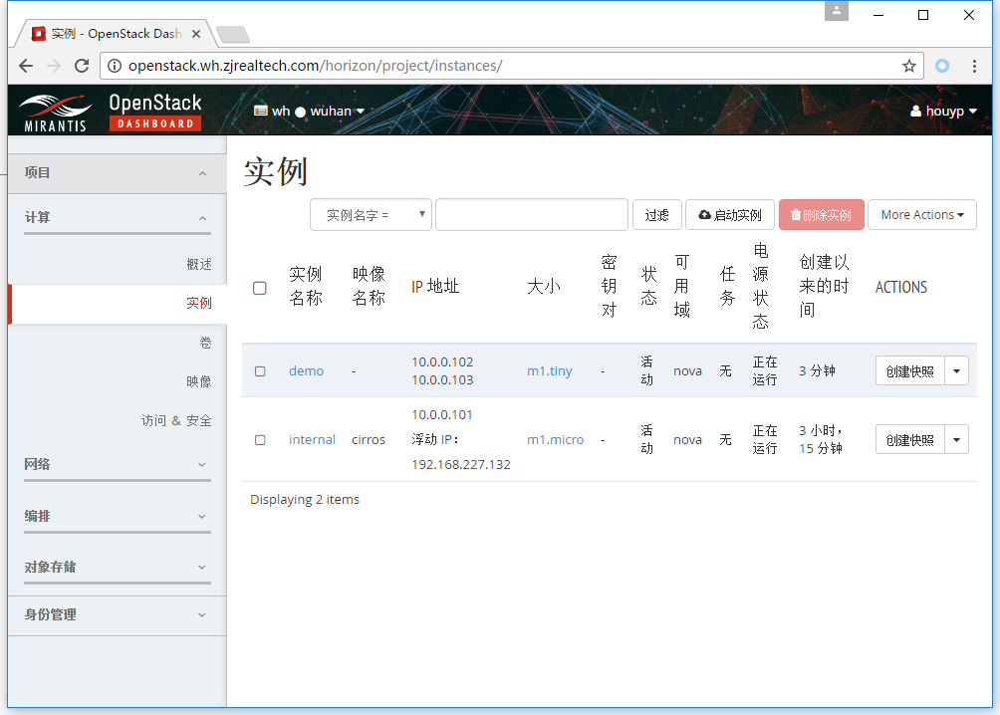 实例 - OpenStack Dash
openstack.wh.zjrealtech.com/horizon/project/instances/
MIRANTIS
OpenStack
DASHBOARD
wh ● wuhan
houyp
项目
计算
概述
实例
卷
映像
访问 & 安全
网络
编排
对象存储
身份管理
实例
实例名字 =
过滤
启动实例
删除实例
More Actions
实例名称 映像名称 IP 地址 大小 密钥对 状态 可用域 任务 电源状态 创建以来的时间 ACTIONS
demo - 10.0.0.102 10.0.0.103 m1.tiny - 活动 nova 无 正在运行 3 分钟 创建快照
internal cirros 10.0.0.101 浮动 IP： 192.168.227.132 m1.micro - 活动 nova 无 正在运行 3 小时，15 分钟 创建快照
Displaying 2 items